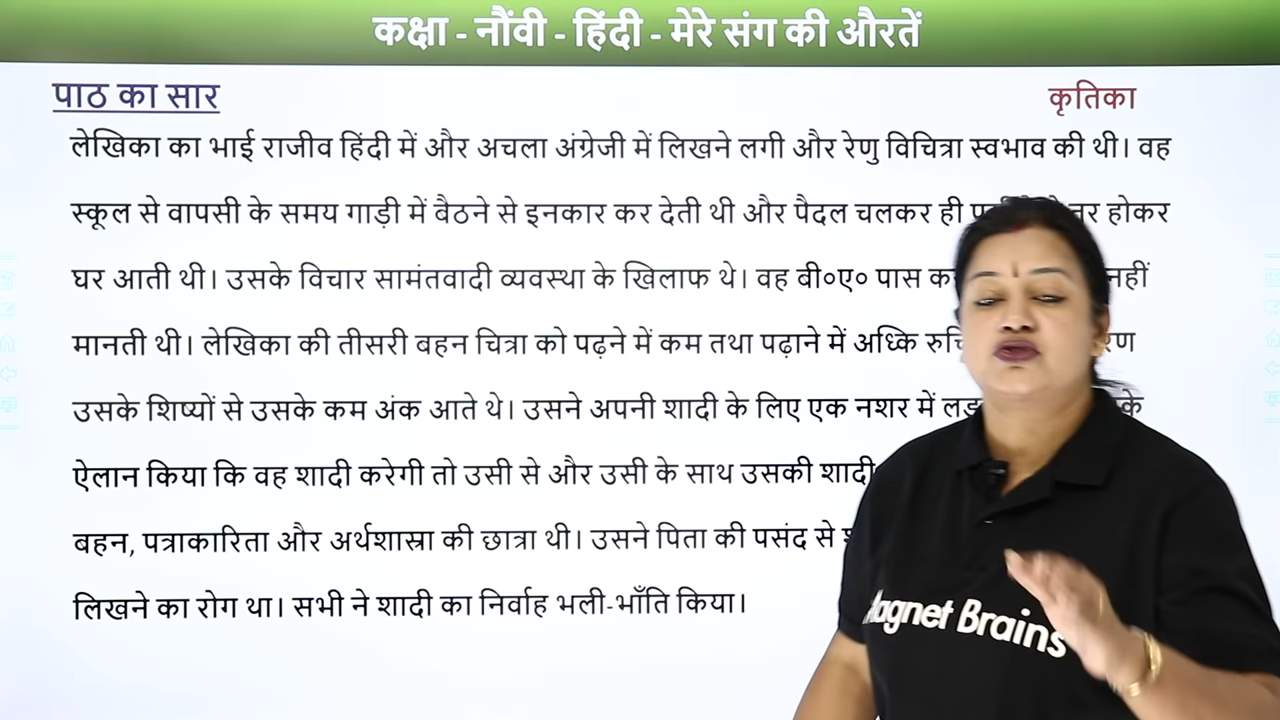 कक्षा - नौंवी - हिंदी - मेरे संग की औरतें
पाठ का सार
कृतिका
लेखिका का भाई राजीव हिंदी में और अचला अंग्रेजी में लिखने लगी और रेणु विचित्रा स्वभाव की थी। वह
स्कूल से वापसी के समय गाड़ी में बैठने से इनकार कर देती थी और पैदल चलकर ही होकर
घर आती थी। उसके विचार सामंतवादी व्यवस्था के खिलाफ थे। वह बी०ए० पास नहीं
मानती थी। लेखिका की तीसरी बहन चित्रा को पढ़ने में कम तथा पढ़ाने में अध्कि
उसके शिष्यों से उसके कम अंक आते थे। उसने अपनी शादी के लिए एक नशर में
ऐलान किया कि वह शादी करेगी तो उसी से और उसी के साथ उसकी शादी
बहन, पत्राकारिता और अर्थशास्रा की छात्रा थी। उसने पिता की पसंद से
लिखने का रोग था। सभी ने शादी का निर्वाह भली-भाँति किया।
Magnet Brains